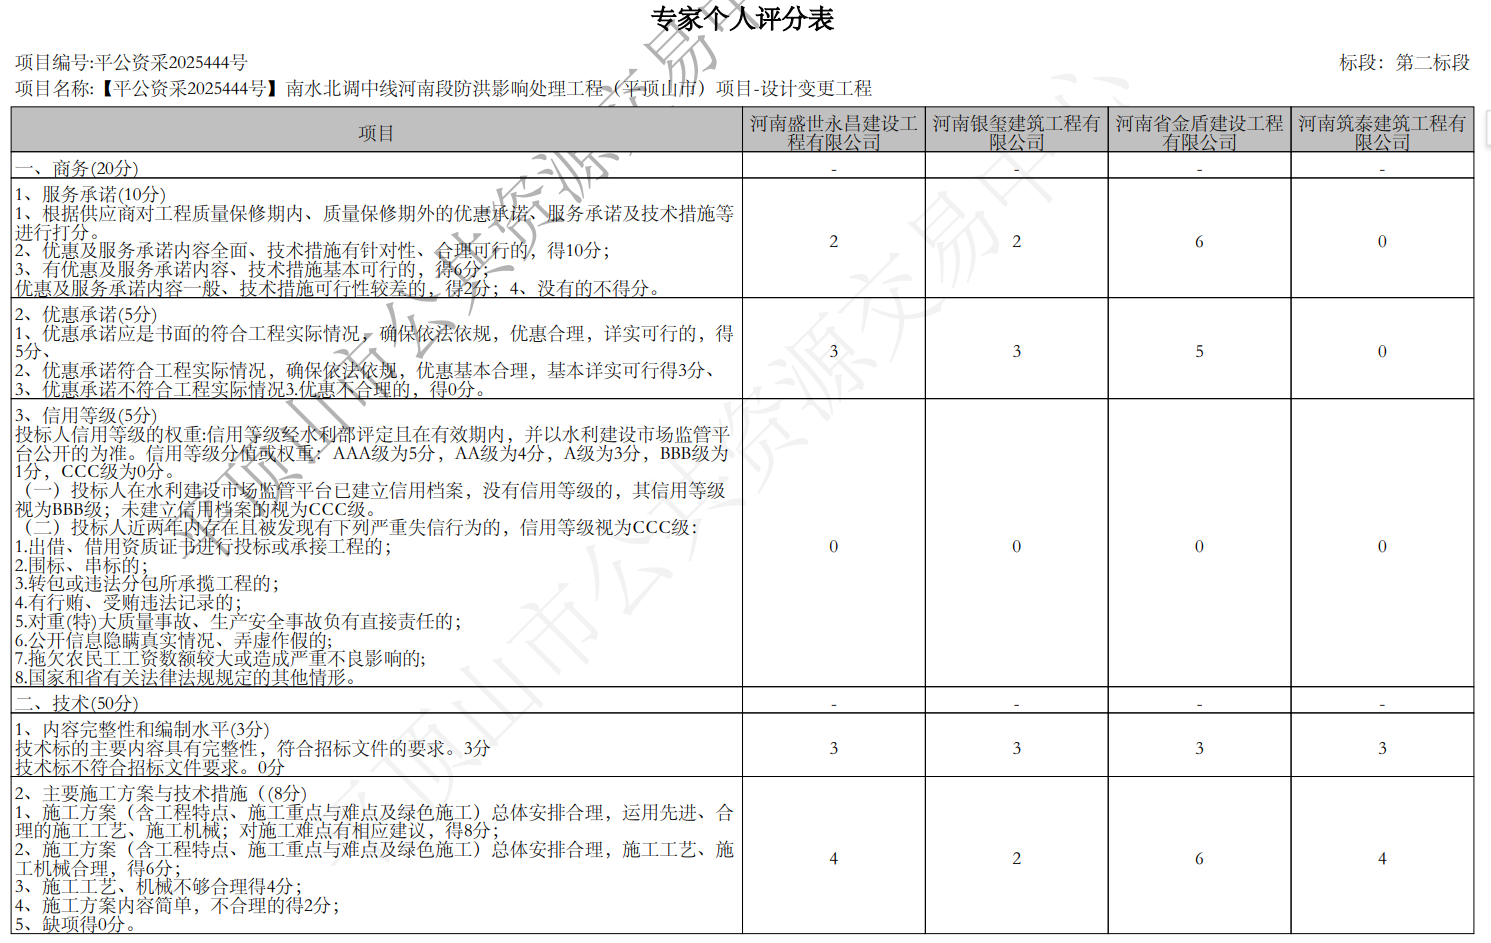 专家个人评分表
项目编号:平公资采2025444号
标段：第二标段
项目名称:【平公资采2025444号】南水北调中线河南段防洪影响处理工程（平顶山市）项目-设计变更工程
项目
河南盛世永昌建设工
程有限公司
河南银玺建筑工程有
限公司
河南省金盾建设工程
有限公司
河南筑泰建筑工程有
限公司
一、商务(20分)
- - - -
1、服务承诺(10分)
1、根据供应商对工程质量保修期内、质量保修期外的优惠承诺、服务承诺及技术措施等
进行打分。
2、优惠及服务承诺内容全面、技术措施有针对性、合理可行的，得10分；
3、有优惠及服务承诺内容、技术措施基本可行的，得6分；
优惠及服务承诺内容一般、技术措施可行性较差的，得2分；4、没有的不得分。
2 2 6 0
2、优惠承诺(5分)
1、优惠承诺应是书面的符合工程实际情况，确保依法依规，优惠合理，详实可行的，得
5分、
2、优惠承诺符合工程实际情况，确保依法依规，优惠基本合理，基本详实可行得3分、
3、优惠承诺不符合工程实际情况3.优惠不合理的，得0分。
3 3 5 0
3、信用等级(5分)
投标人信用等级的权重:信用等级经水利部评定且在有效期内，并以水利建设市场监管平
台公开的为准。信用等级分值或权重：AAA级为5分，AA级为4分，A级为3分，BBB级为
1分，CCC级为0分。
（一）投标人在水利建设市场监管平台已建立信用档案，没有信用等级的，其信用等级
视为BBB级；未建立信用档案的视为CCC级。
（二）投标人近两年内存在且被发现有下列严重失信行为的，信用等级视为CCC级：
1.出借、借用资质证书进行投标或承接工程的；
2.围标、串标的；
3.转包或违法分包所承揽工程的；
4.有行贿、受贿违法记录的；
5.对重(特)大质量事故、生产安全事故负有直接责任的；
6.公开信息隐瞒真实情况、弄虚作假的；
7.拖欠农民工工资数额较大或造成严重不良影响的；
8.国家和省有关法律法规规定的其他情形。
0 0 0 0
二、技术(50分)
- - - -
1、内容完整性和编制水平(3分)
技术标的主要内容具有完整性，符合招标文件的要求。3分
技术标不符合招标文件要求。0分
3 3 3 3
2、主要施工方案与技术措施（(8分)
1、施工方案（含工程特点、施工重点与难点及绿色施工）总体安排合理，运用先进、合
理的施工工艺、施工机械；对施工难点有相应建议，得8分；
2、施工方案（含工程特点、施工重点与难点及绿色施工）总体安排合理，施工工艺、施
工机械合理，得6分；
3、施工工艺、机械不够合理得4分；
4、施工方案内容简单，不合理的得2分；
5、缺项得0分。
4 2 6 4
平顶山市公共资源交易中
平顶山市公共资源交易中心